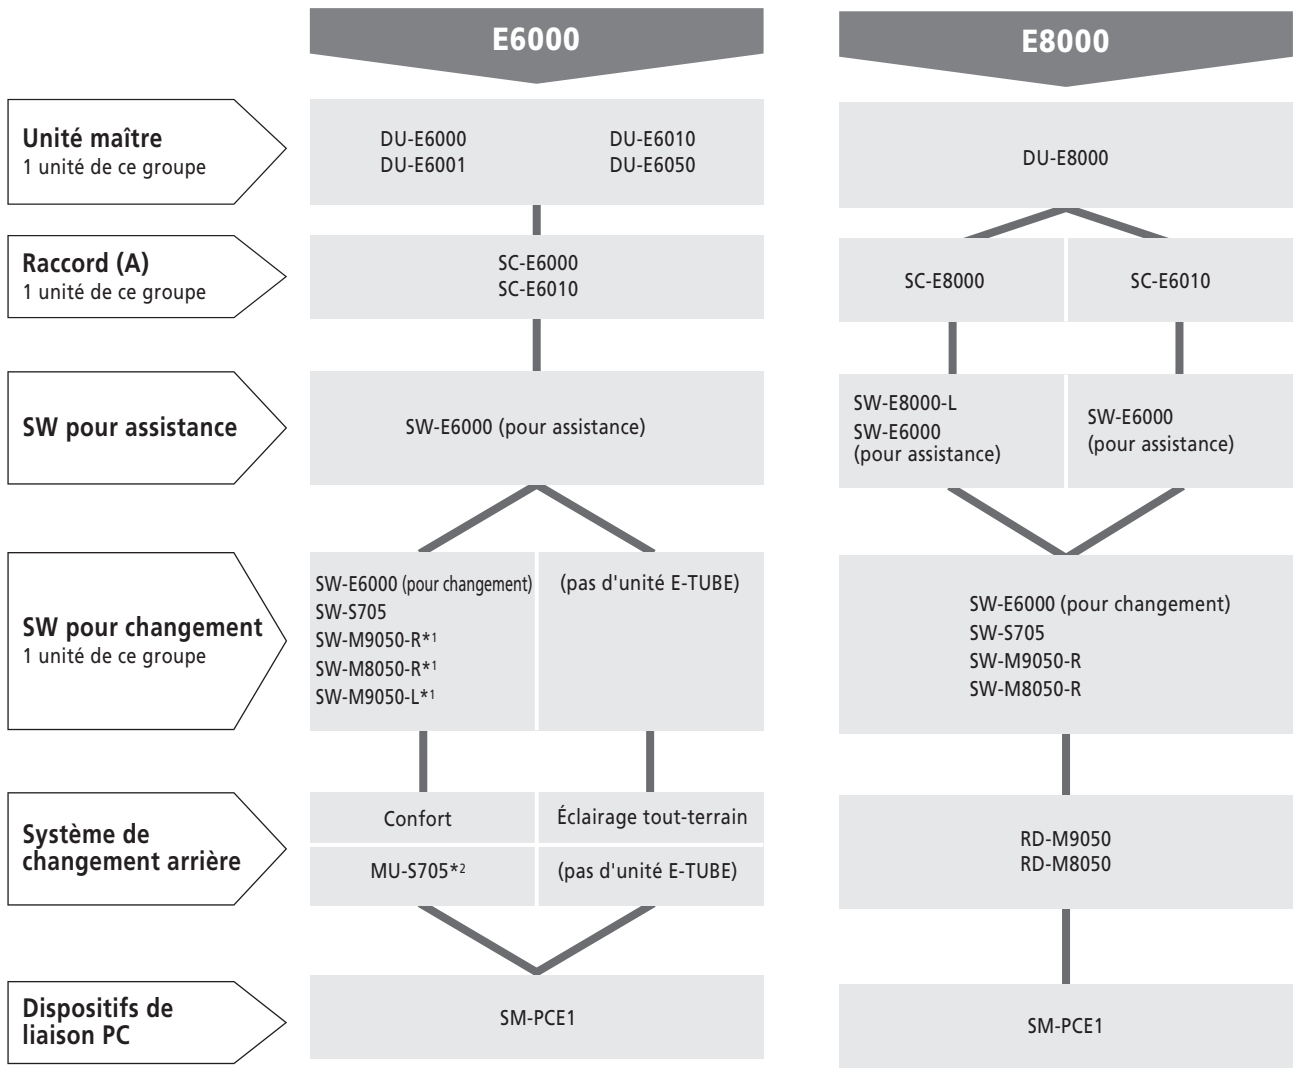 E6000
E8000
Unité maître
1 unité de ce groupe
DU-E6000
DU-E6001
DU-E6010
DU-E6050
DU-E8000
Raccord (A)
1 unité de ce groupe
SC-E6000
SC-E6010
SC-E8000
SC-E6010
SW pour assistance
SW-E6000 (pour assistance)
SW-E8000-L
SW-E6000
(pour assistance)
SW-E6000
(pour assistance)
SW pour changement
1 unité de ce groupe
SW-E6000 (pour changement)
SW-S705
SW-M9050-R*1
SW-M8050-R*1
SW-M9050-L*1
(pas d'unité E-TUBE)
SW-E6000 (pour changement)
SW-S705
SW-M9050-R
SW-M8050-R
Système de
changement arrière
Confort
Éclairage tout-terrain
MU-S705*2
(pas d'unité E-TUBE)
RD-M9050
RD-M8050
Dispositifs de
liaison PC
SM-PCE1
SM-PCE1